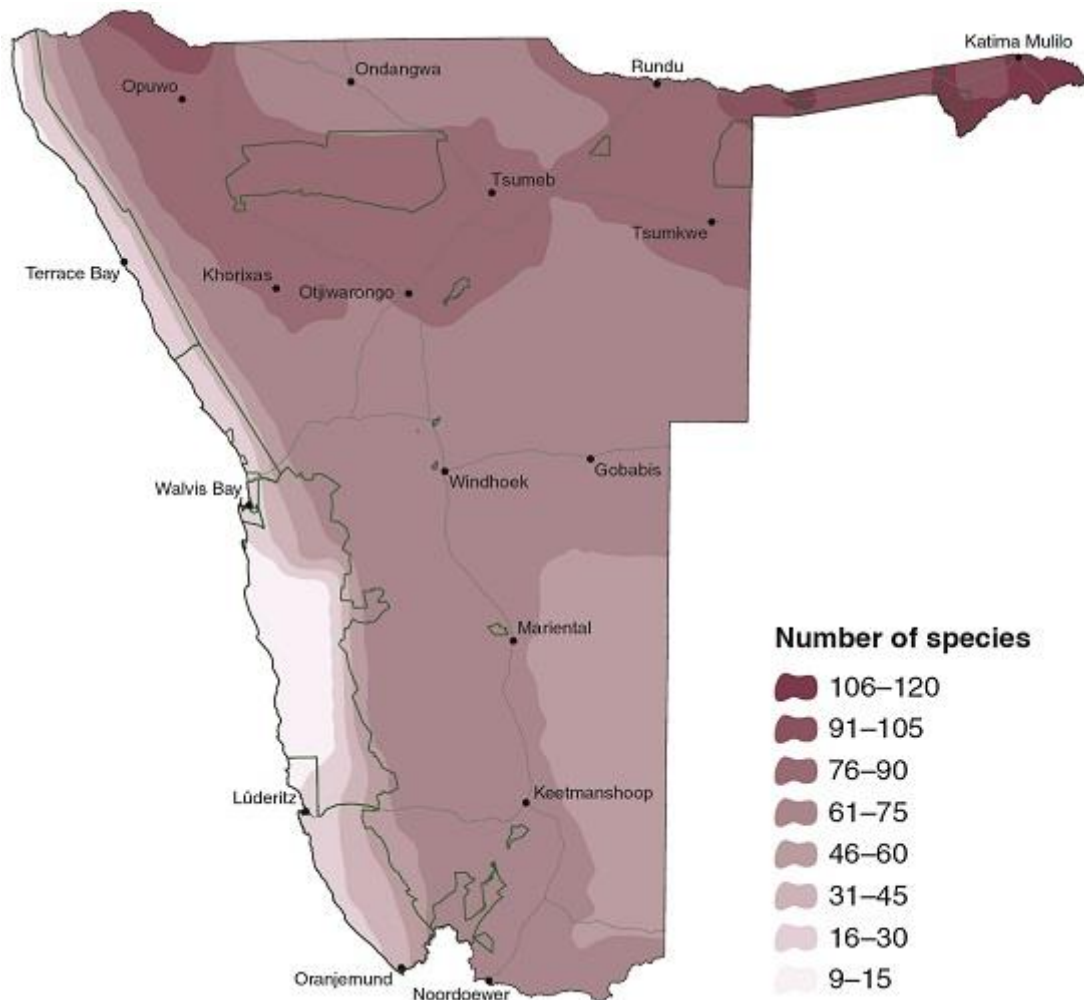 Katima Mulilo
Rundu
Ondangwa
Opuwo
Tsumeb
Tsumkwe
Terrace Bay
Khorixas
Otjiwarongo
Gobabis
Windhoek
Walvis Bay
Mariental
Number of species
106–120
91–105
76–90
61–75
46–60
31–45
16–30
9–15
Keetmanshoop
Lûderitz
Oranjemund
Noordoewer